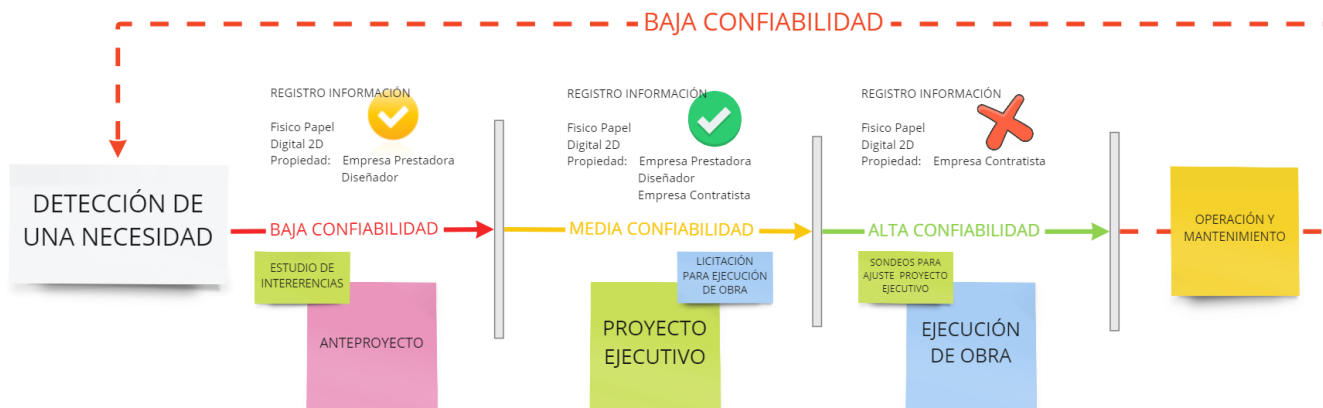 BAJA CONFIABILIDAD
REGISTRO INFORMACIÓN
Fisico Papel
Digital 2D
Propiedad: Empresa Prestadora
Diseñador
REGISTRO INFORMACIÓN
Fisico Papel
Digital 2D
Propiedad: Empresa Prestadora
Diseñador
Empresa Contratista
REGISTRO INFORMACIÓN
Fisico Papel
Digital 2D
Propiedad: Empresa Contratista
DETECCIÓN DE
UNA NECESIDAD
BAJA CONFIABILIDAD
MEDIA CONFIABILIDAD
ALTA CONFIABILIDAD
OPERACIÓN Y
MANTENIMIENTO
ESTUDIO DE
INTERERENCIAS
ANTEPROYECTO
LICITACIÓN
PARA EJECUCIÓN
DE OBRA
PROYECTO
EJECUTIVO
SONDEOS PARA
AJUSTE PROYECTO
EJECUTIVO
EJECUCIÓN
DE OBRA